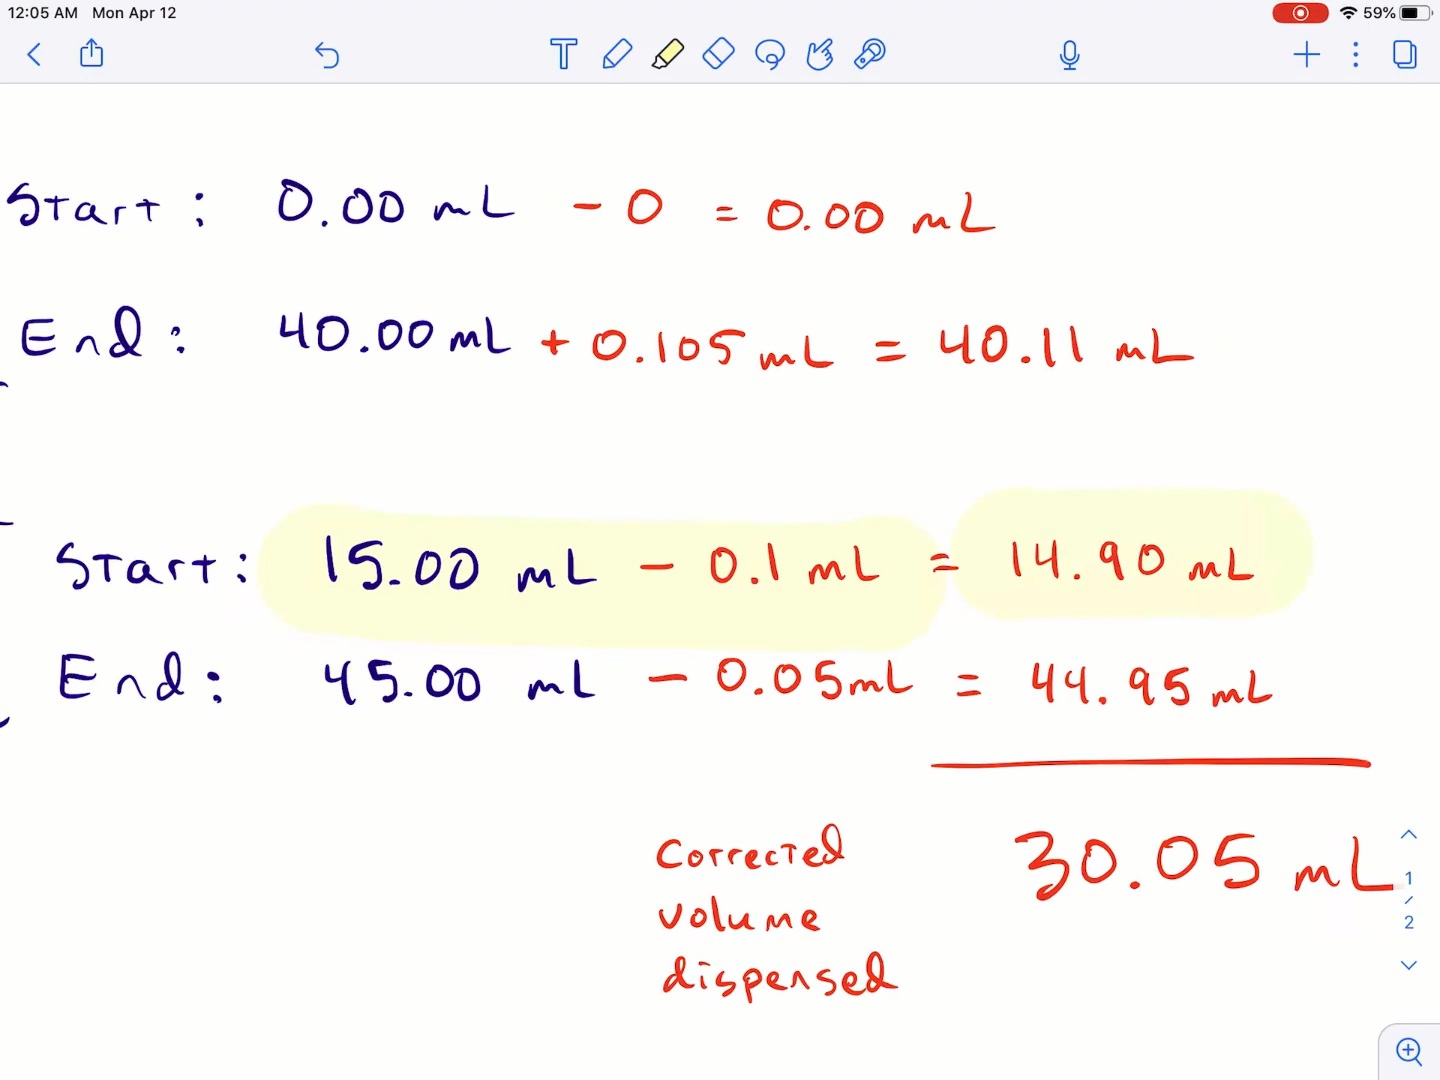 12:05 AM Mon Apr 12
59%
T
Start: 0.00 mL - 0 = 0.00 mL
End: 40.00 mL + 0.105 mL = 40.11 mL
Start: 15.00 mL - 0.1 mL = 14.90 mL
End: 45.00 mL - 0.05 mL = 44.95 mL
Corrected
volume
dispensed
30.05 mL
1
/
2